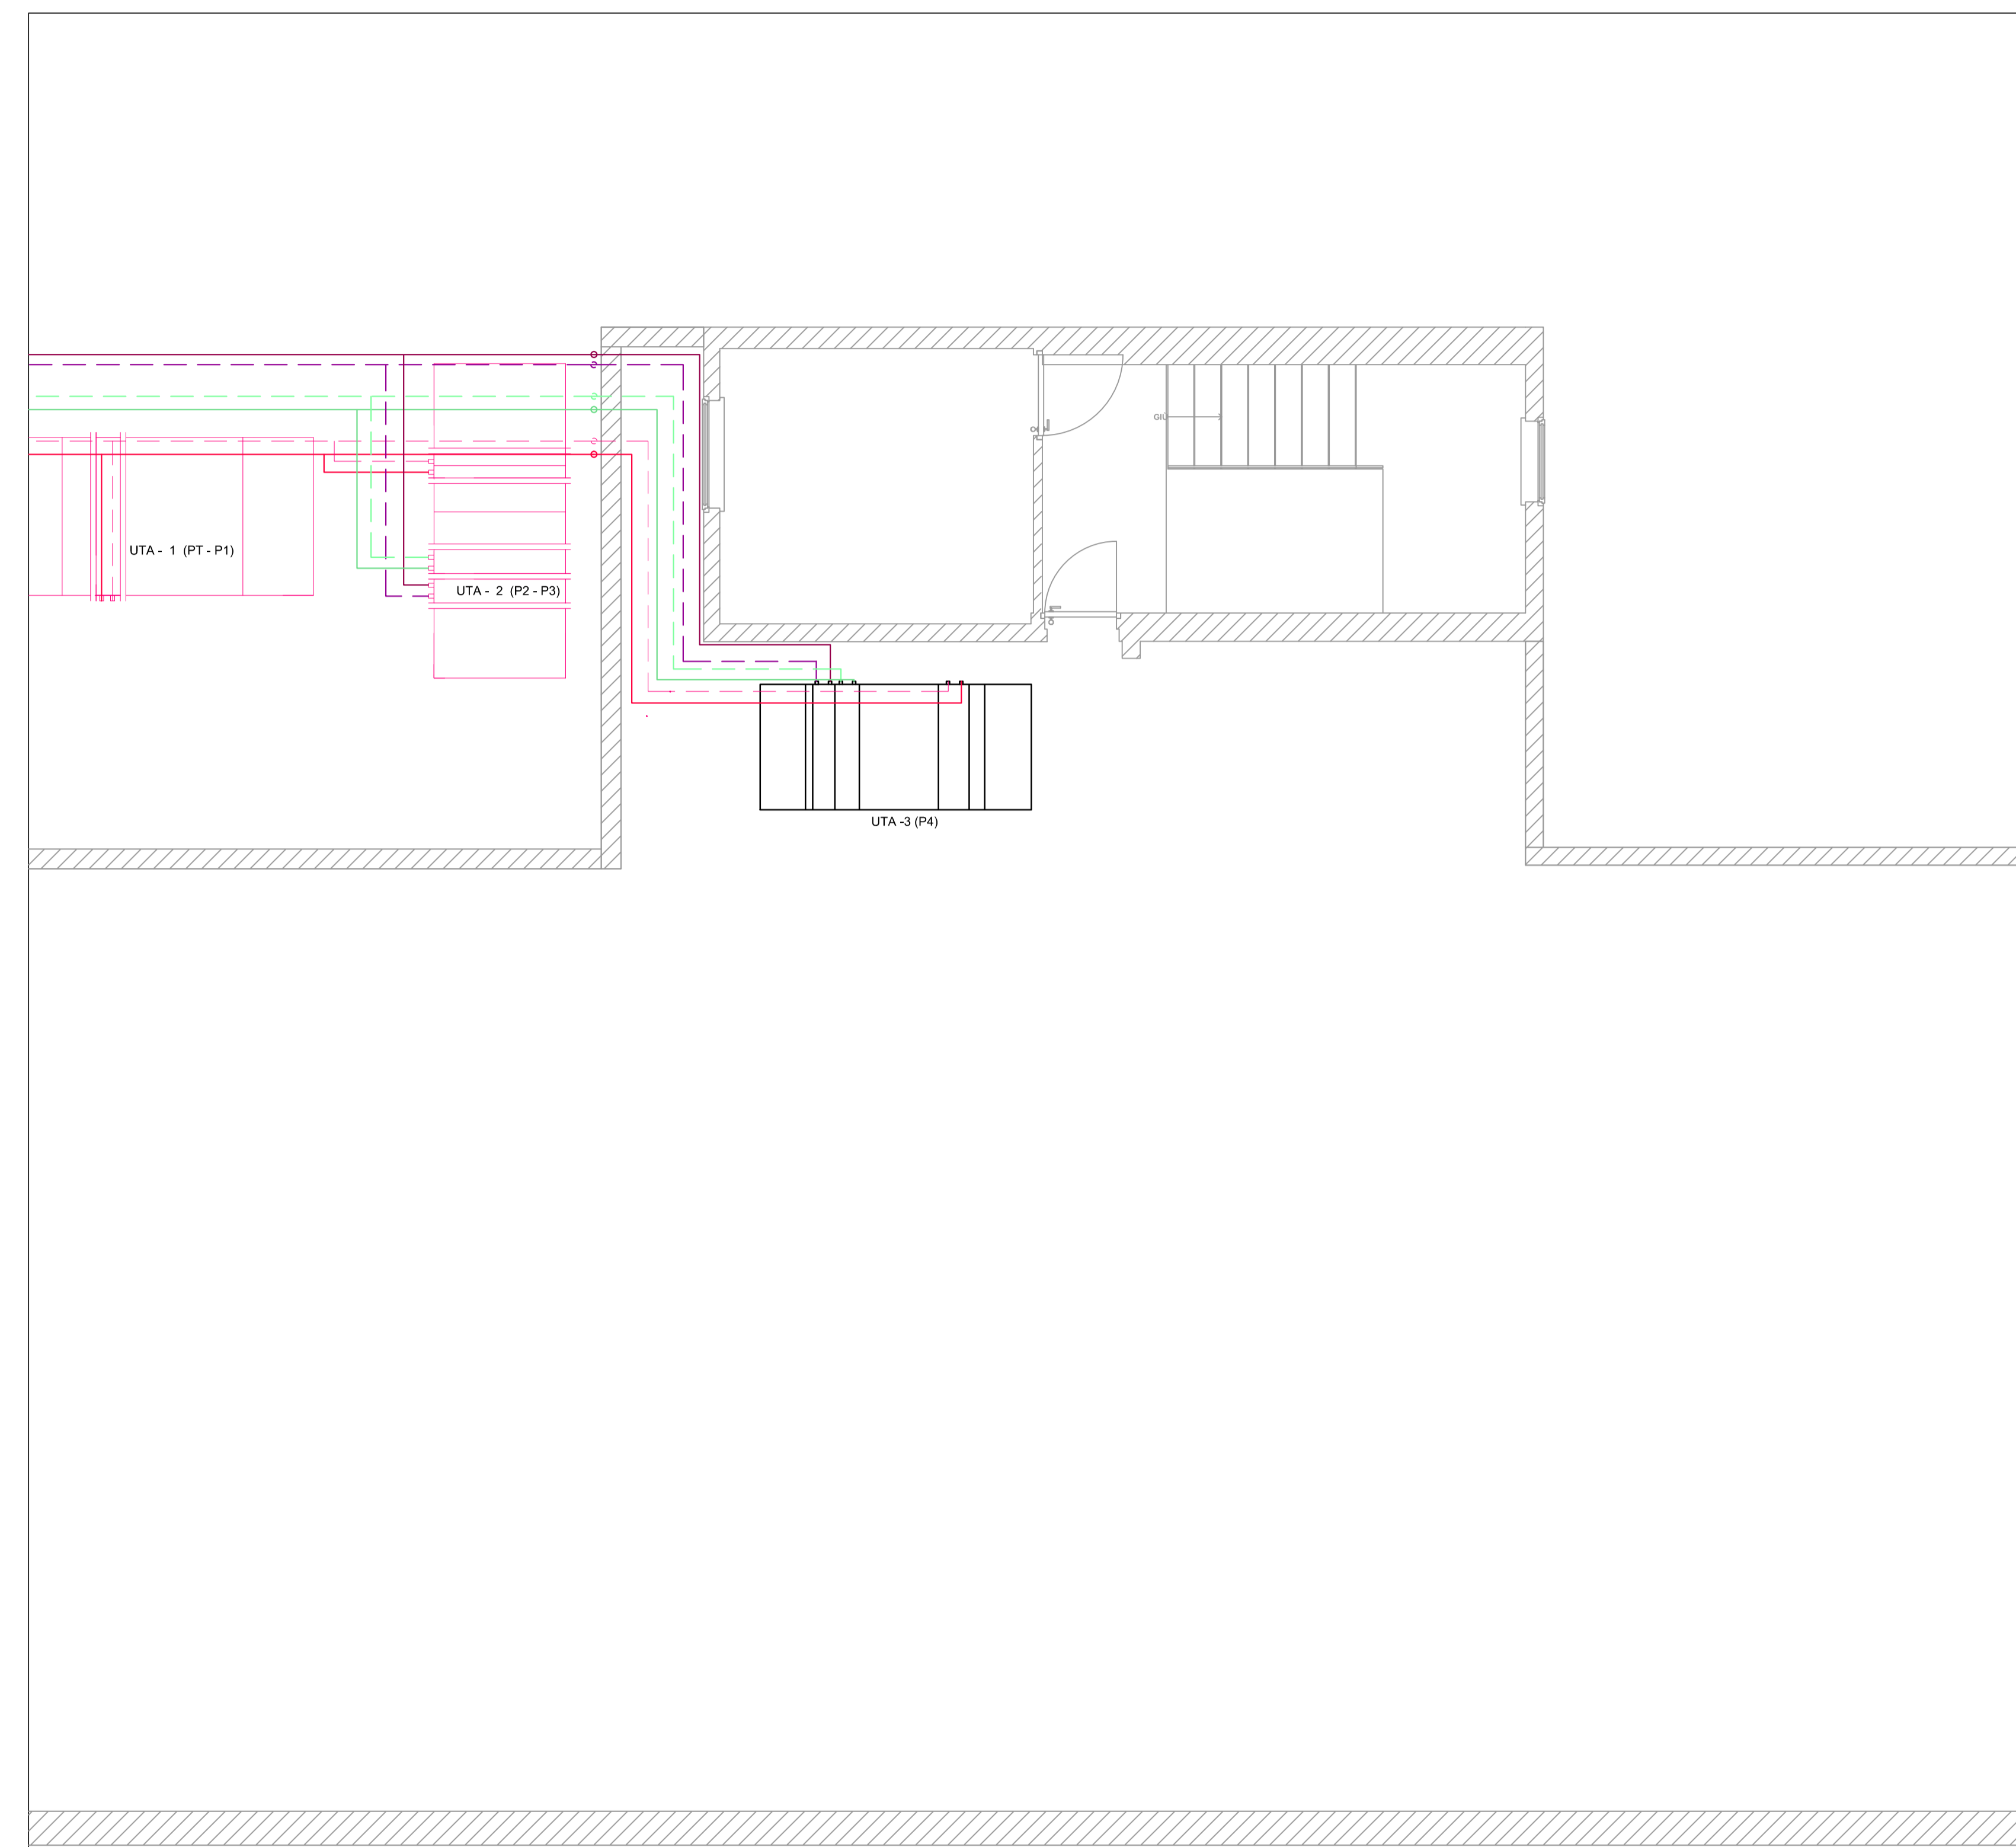 GIÙ
UTA - 1 (PT - P1)
UTA - 2 (P2 - P3)
UTA -3 (P4)